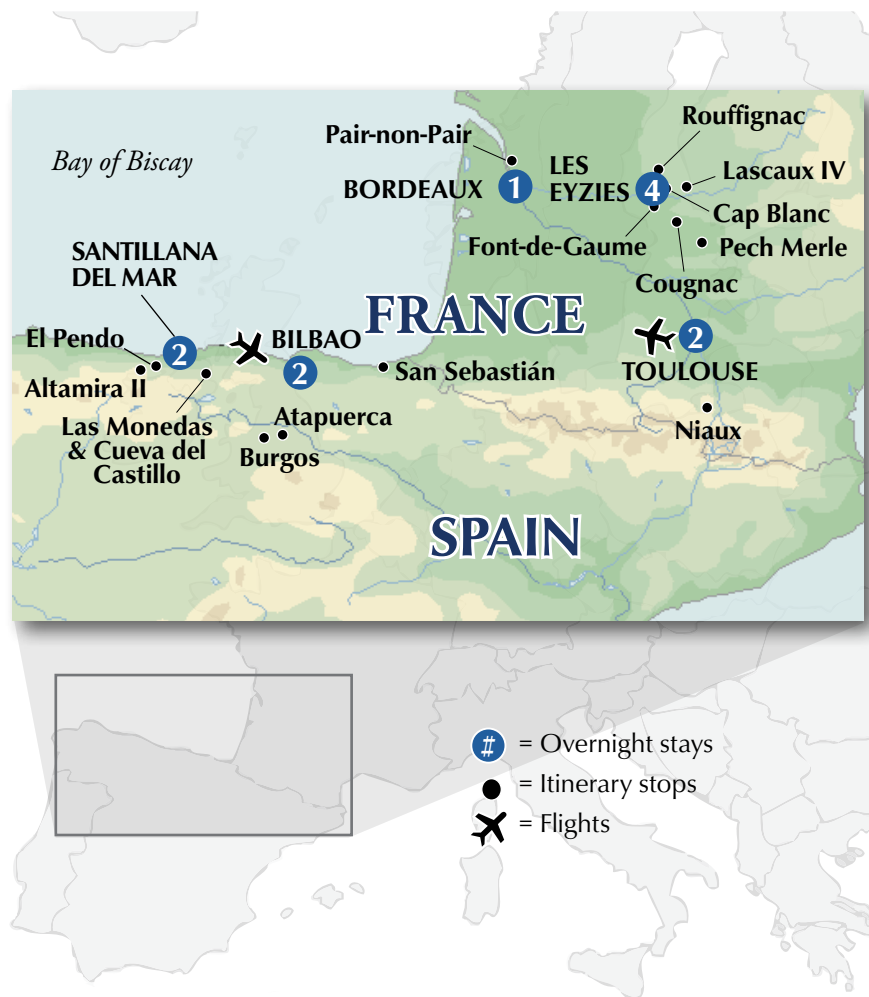 Rouffignac
Pair-non-Pair
Bay of Biscay
LES
EYZIES
Lascaux IV
BORDEAUX
1
4
Cap Blanc
Font-de-Gaume
Pech Merle
SANTILLANA
DEL MAR
Cougnac
FRANCE
El Pendo
2
BILBAO
2
2
TOULOUSE
San Sebastián
Altamira II
Las Monedas
& Cueva del
Castillo
Atapuerca
Burgos
Niaux
SPAIN
# = Overnight stays
= Itinerary stops
= Flights